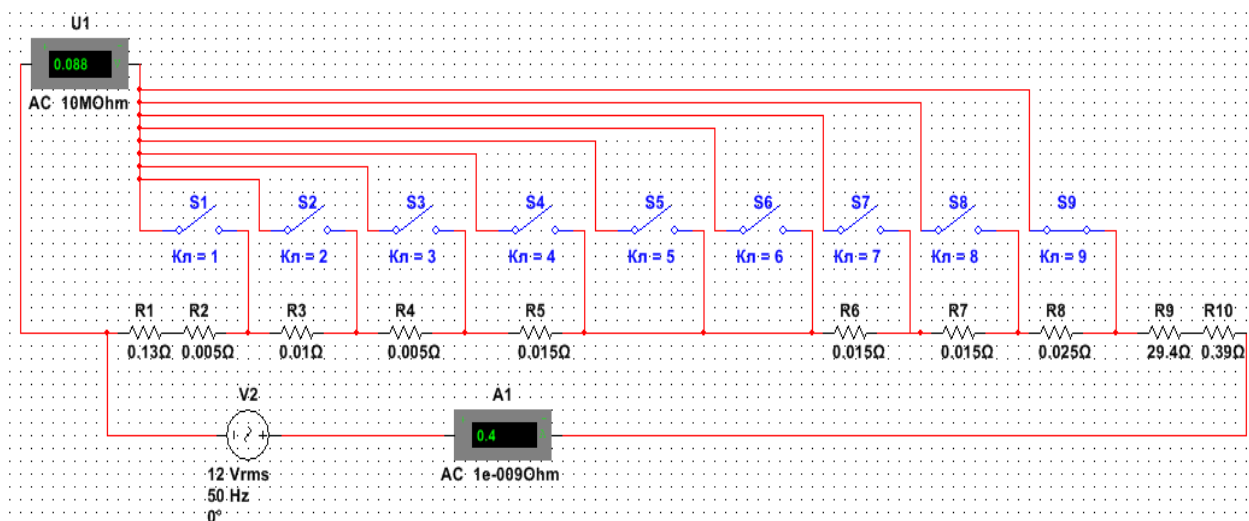 U1
0.088
AC 10MOhm
S1 S2 S3 S4 S5 S6 S7 S8 S9
Кл = 1 Кл = 2 Кл = 3 Кл = 4 Кл = 5 Кл = 6 Кл = 7 Кл = 8 Кл = 9
R1 R2 R3 R4 R5 R6 R7 R8 R9 R10
0.13Ω 0.005Ω 0.01Ω 0.005Ω 0.015Ω 0.015Ω 0.015Ω 0.025Ω 29.4Ω 0.39Ω
V2 A1
0.4
12 Vrms AC 1e-009Ohm
50 Hz
0°